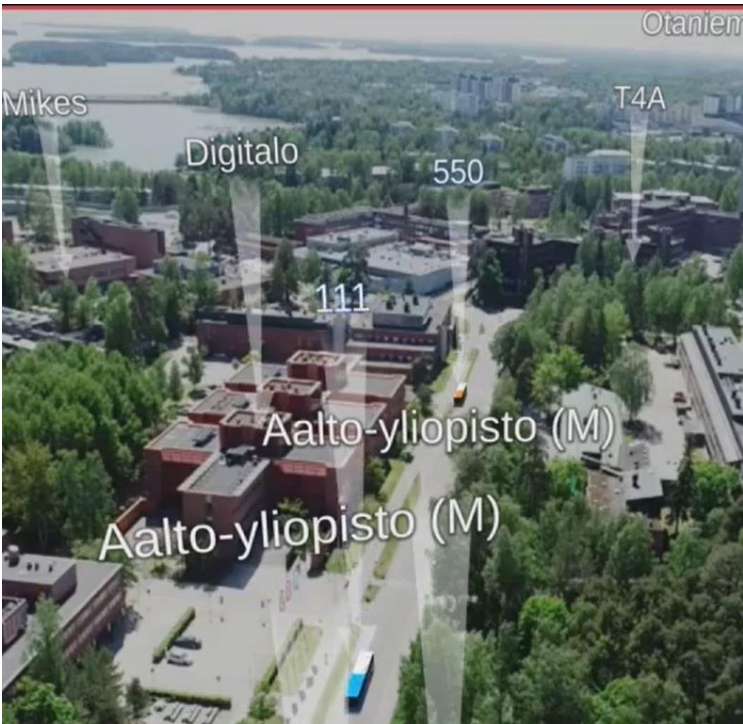 Otaniem
Mikes
T4A
Digitalo
550
111
Aalto-yliopisto (M)
Aalto-yliopisto (M)